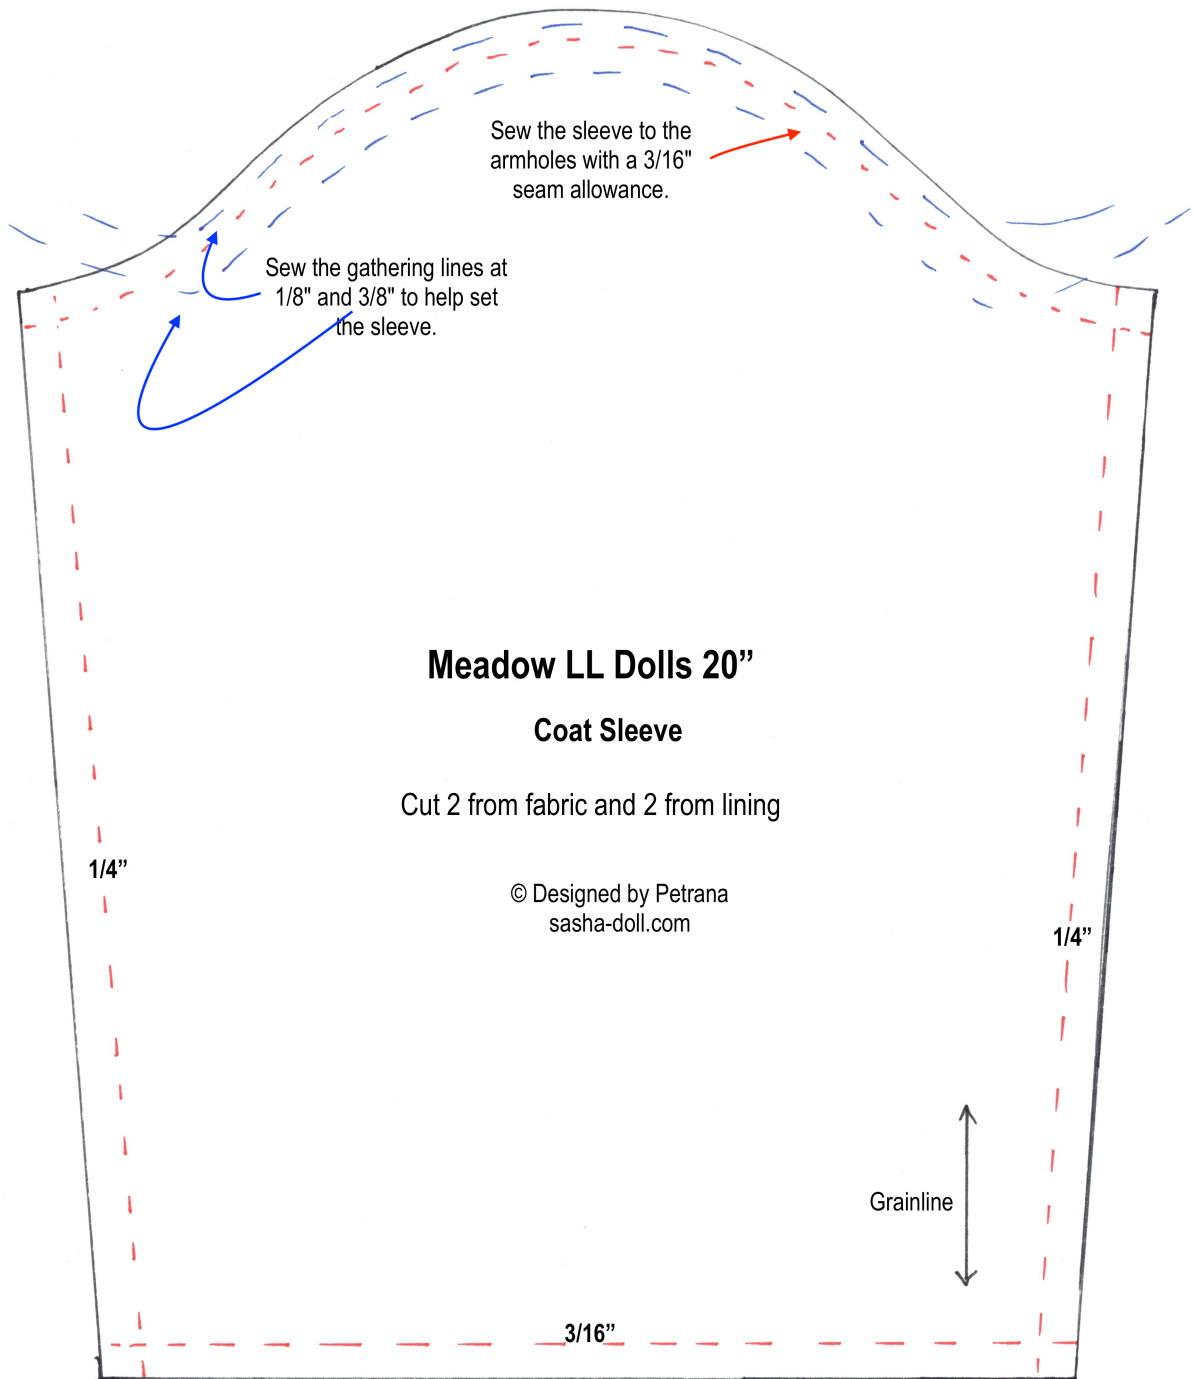 Sew the sleeve to the
armholes with a 3/16"
seam allowance.
Sew the gathering lines at
1/8" and 3/8" to help set
the sleeve.
Meadow LL Dolls 20”
Coat Sleeve
Cut 2 from fabric and 2 from lining
1/4”
© Designed by Petrana
sasha-doll.com
1/4”
Grainline
3/16”